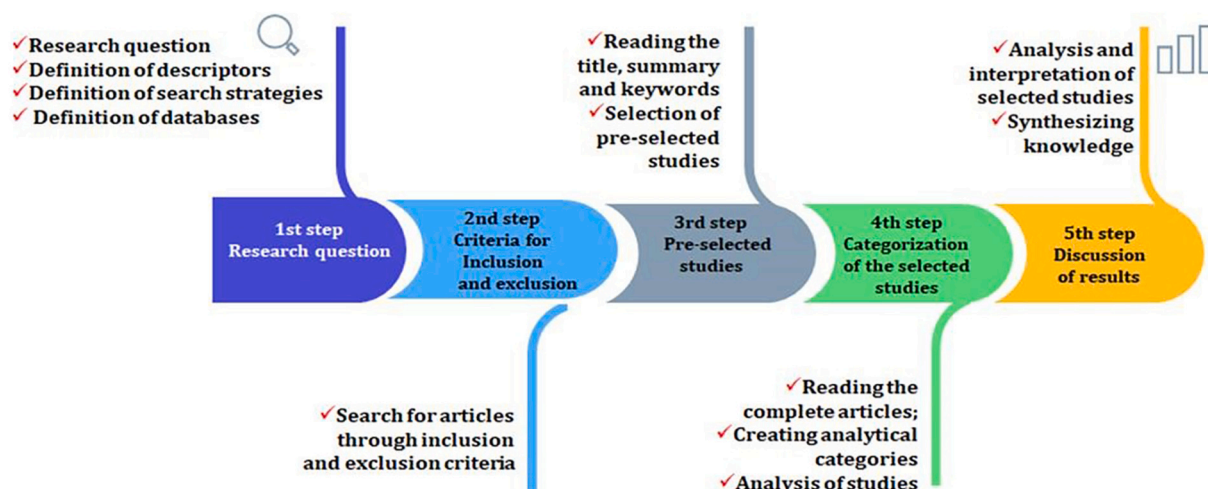 ✓Research question
✓Definition of descriptors
✓Definition of search strategies
✓ Definition of databases
✓Reading the
title, summary
and keywords
✓Selection of
pre-selected
studies
✓Analysis and
interpretation of
selected studies
✓Synthesizing
knowledge
1st step
Research question
2nd step
Criteria for
Inclusion
and exclusion
3rd step
Pre-selected
studies
4th step
Categorization
of the selected
studies
5th step
Discussion
of results
✓Search for articles
through inclusion
and exclusion criteria
✓Reading the
complete articles;
✓Creating analytical
categories
✓Analysis of studies